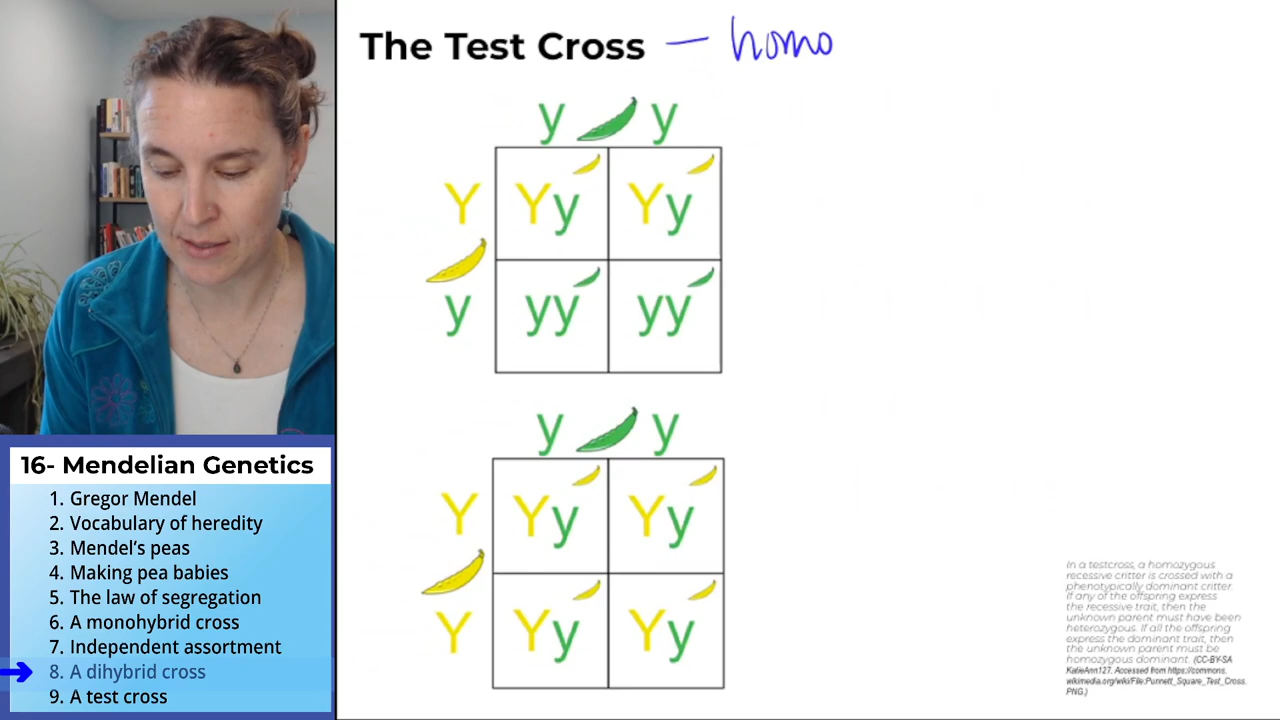 The Test Cross — homo
y y
Y Yy Yy
y yy yy
y y
Y Yy Yy
Y Yy Yy
In a testcross, a homozygous
recessive critter is crossed with a
phenotypically dominant critter.
If any of the offspring express
the recessive trait, then the
unknown parent must have been
heterozygous. If all the offspring
express the dominant trait, then
the unknown parent must be
homozygous dominant. (CC-BY-SA
KatieAnn127. Accessed from https://commons.
wikimedia.org/wiki/File:Punnett_Square_Test_Cross.
PNG.)
16- Mendelian Genetics
1. Gregor Mendel
2. Vocabulary of heredity
3. Mendel’s peas
4. Making pea babies
5. The law of segregation
6. A monohybrid cross
7. Independent assortment
8. A dihybrid cross
9. A test cross